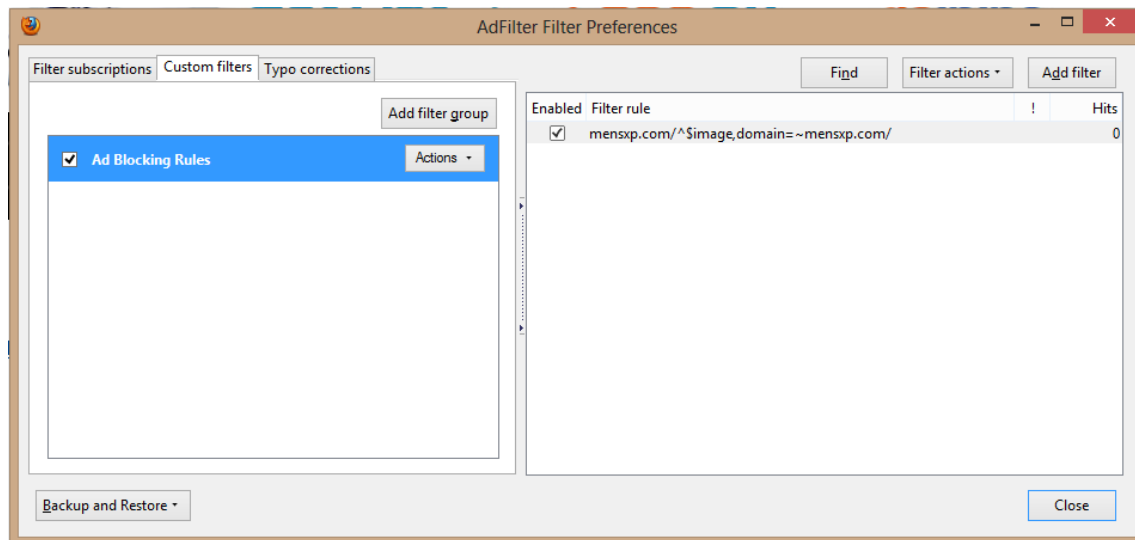 AdFilter Filter Preferences
Filter subscriptions Custom filters Typo corrections
Find Filter actions Add filter
Add filter group
Enabled Filter rule ! Hits
mensxp.com/^$image,domain=~mensxp.com/ 0
Ad Blocking Rules Actions
Backup and Restore Close